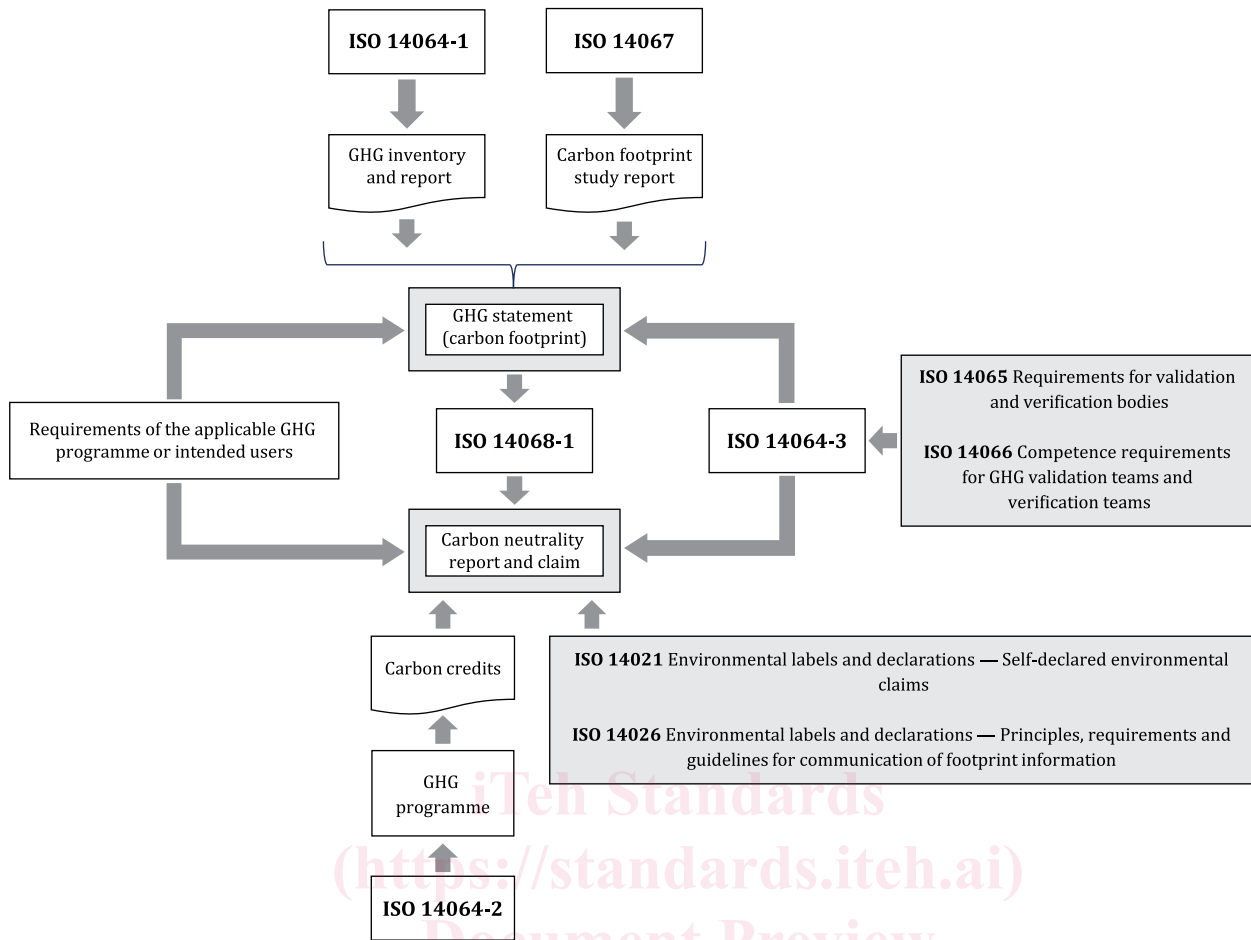 ISO 14064-1
ISO 14067
GHG inventory
and report
Carbon footprint
study report
GHG statement
(carbon footprint)
Requirements of the applicable GHG
programme or intended users
ISO 14068-1
ISO 14064-3
ISO 14065 Requirements for validation
and verification bodies
ISO 14066 Competence requirements
for GHG validation teams and
verification teams
Carbon neutrality
report and claim
Carbon credits
ISO 14021 Environmental labels and declarations — Self-declared environmental
claims
ISO 14026 Environmental labels and declarations — Principles, requirements and
guidelines for communication of footprint information
GHG
programme
iTeh Standards
(https://standards.iteh.ai)
ISO 14064-2
Document Preview